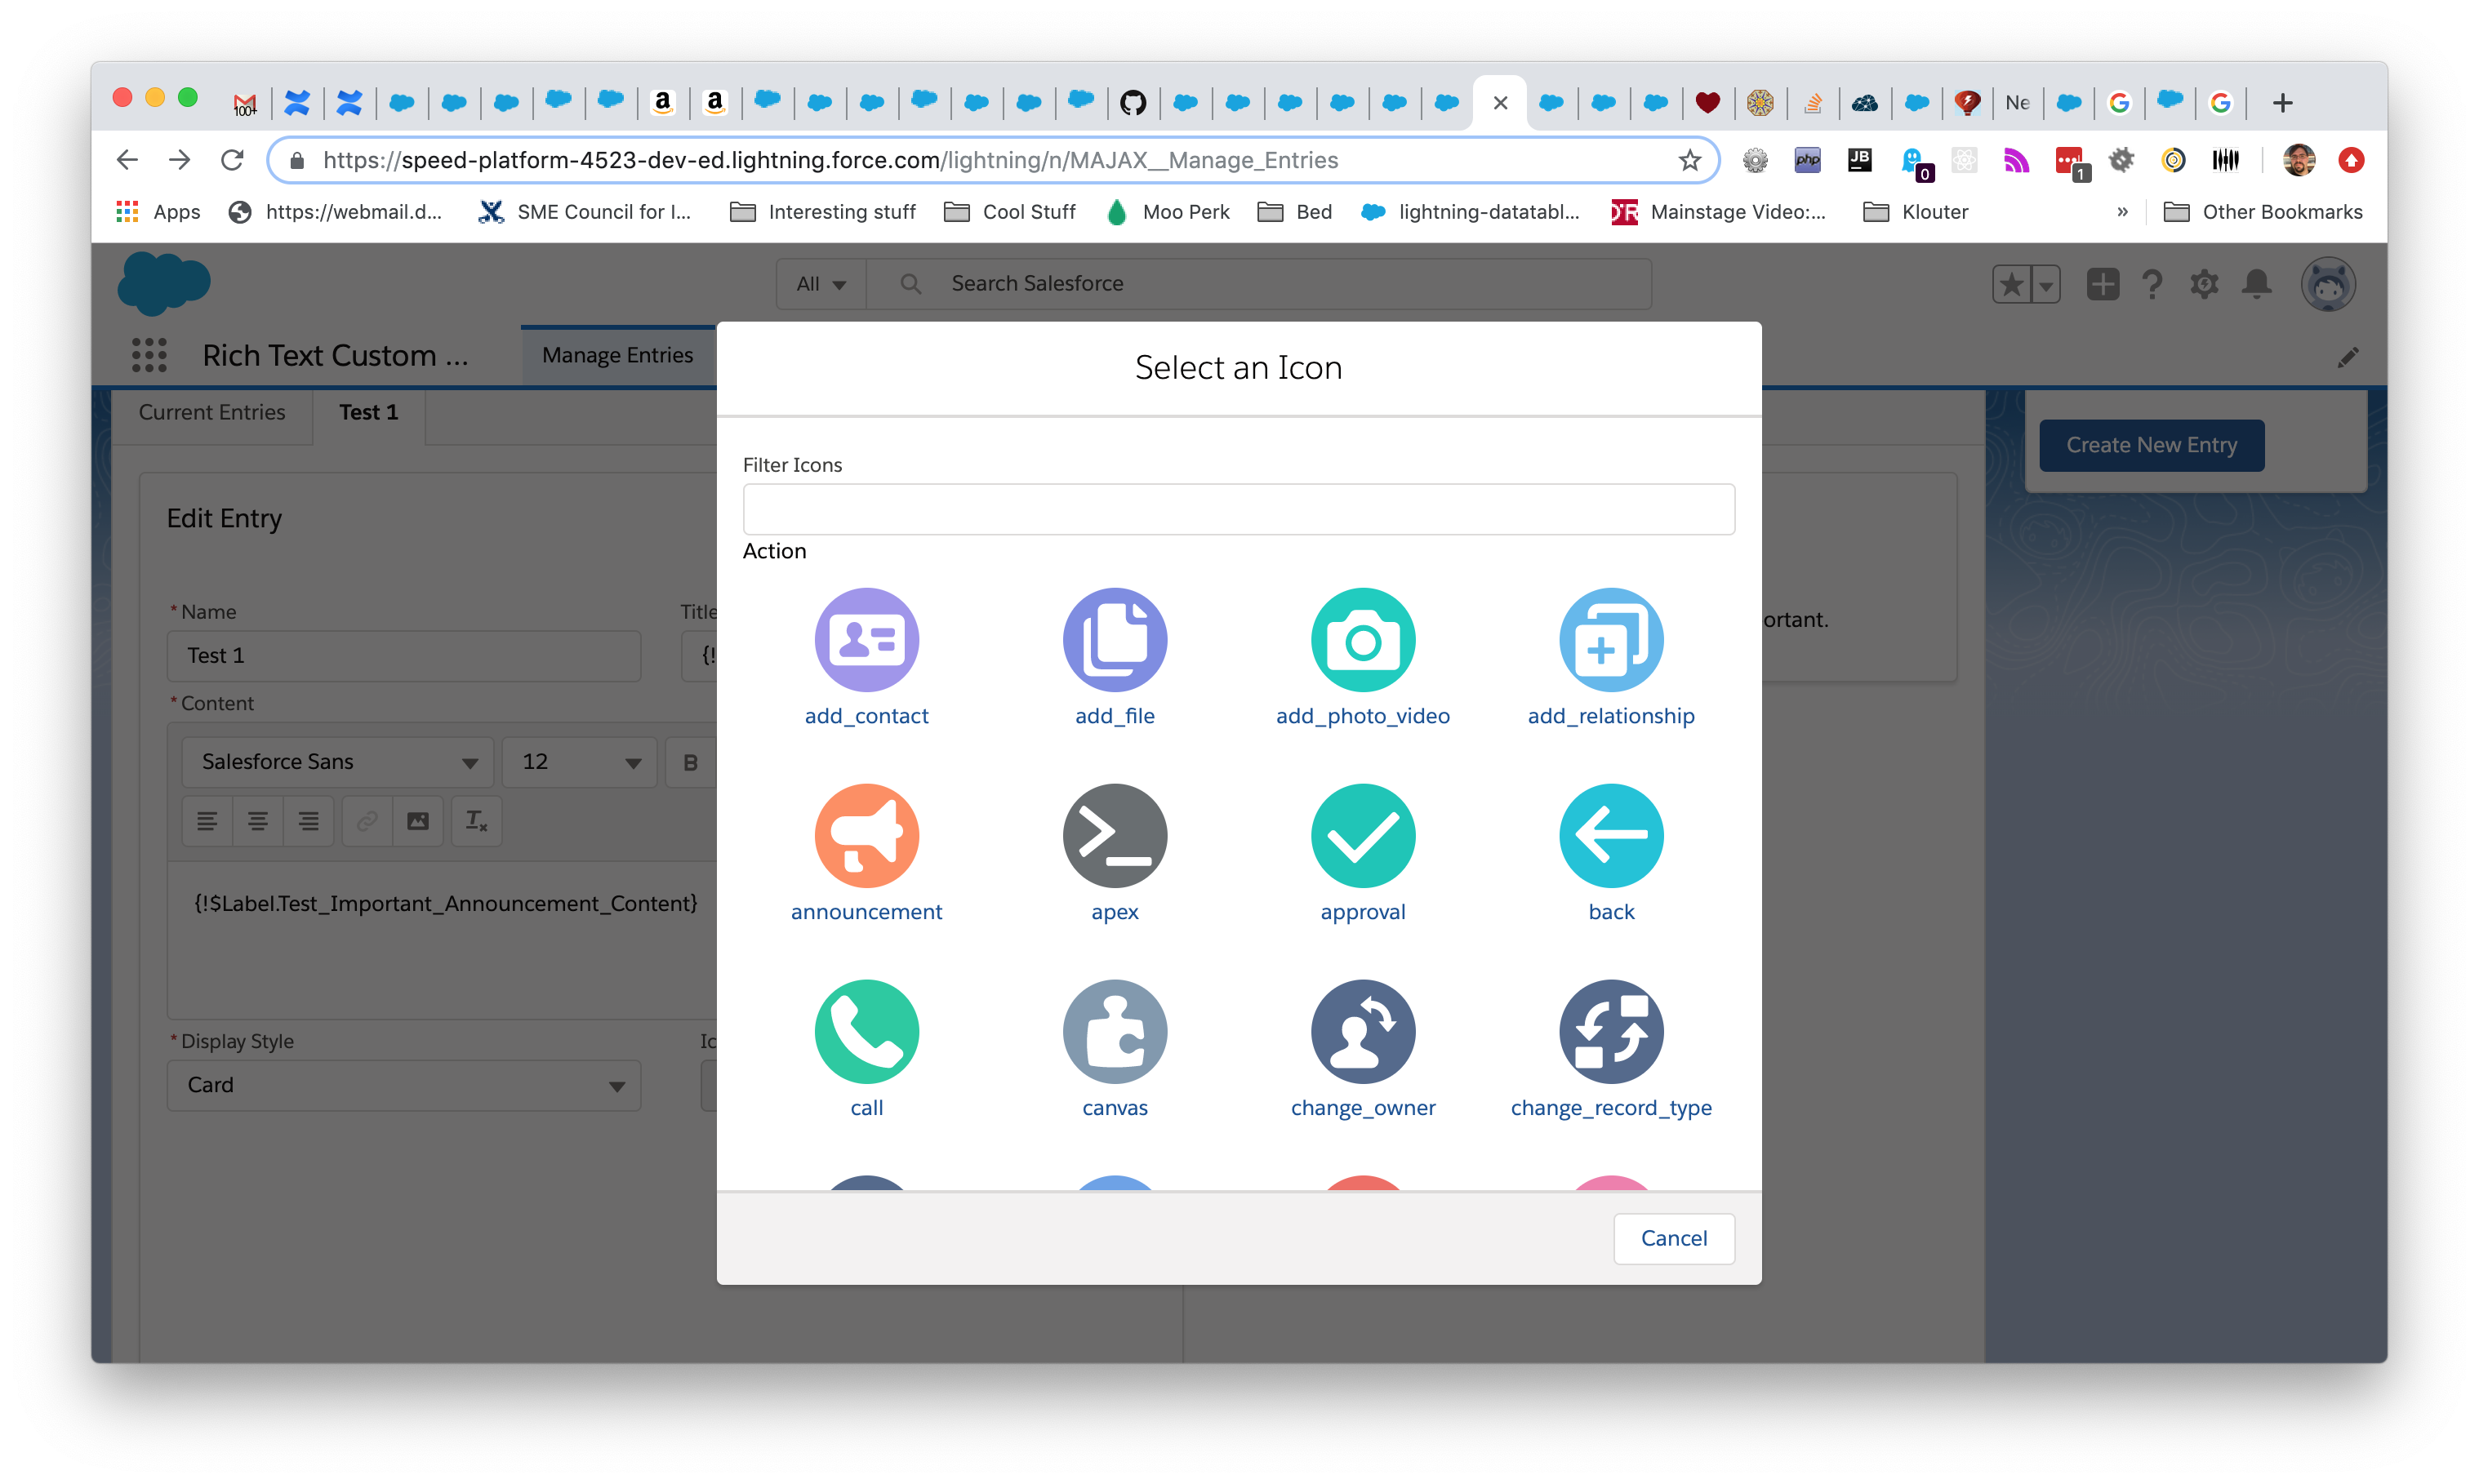 100+
Ne
https://speed-platform-4523-dev-ed.lightning.force.com/lightning/n/MAJAX__Manage_Entries
php
JB
0
1
Apps
https://webmail.d...
SME Council for I...
Interesting stuff
Cool Stuff
Moo Perk
Bed
lightning-datatabl...
Mainstage Video:...
Klouter
»
Other Bookmarks
All
Search Salesforce
Rich Text Custom ...
Manage Entries
Current Entries
Test 1
Create New Entry
Select an Icon
Filter Icons
Edit Entry
Action
*Name
Title
Test 1
{!
ortant.
add_contact
add_file
add_photo_video
add_relationship
*Content
Salesforce Sans
12
B
{!$Label.Test_Important_Announcement_Content}
announcement
apex
approval
back
*Display Style
Ic
Card
call
canvas
change_owner
change_record_type
Cancel